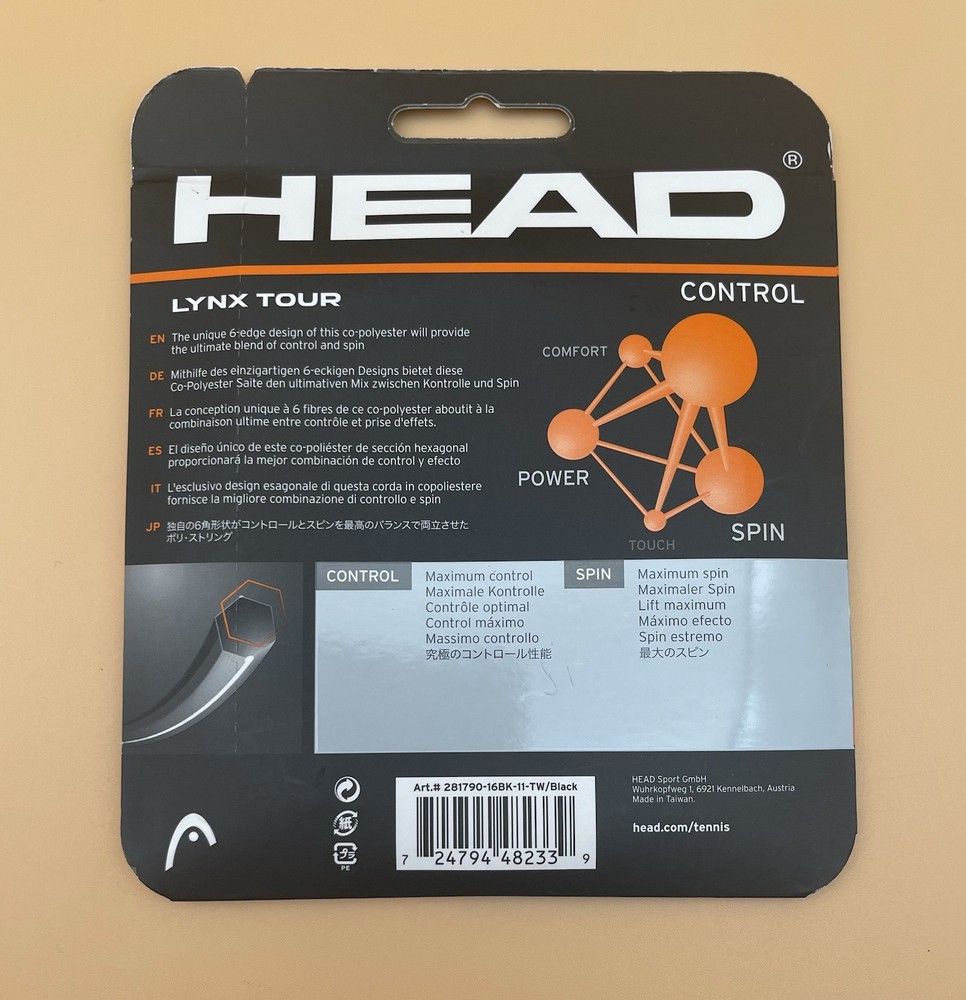 HEAD®
LYNX TOUR
EN The unique 6-edge design of this co-polyester will provide
the ultimate blend of control and spin
DE Mithilfe des einzigartigen 6-eckigen Designs bietet diese
Co-Polyester Saite den ultimativen Mix zwischen Kontrolle und Spin
FR La conception unique à 6 fibres de ce co-polyester aboutit à la
combinaison ultime entre contrôle et prise d'effets.
ES El diseño único de este co-poliéster de sección hexagonal
proporcionará la mejor combinación de control y efecto
IT L'esclusivo design esagonale di questa corda in copoliestere
fornisce la migliore combinazione di controllo e spin
JP 独自の6角形状がコントロールとスピンを最高のバランスで両立させた
ポリ・ストリング
CONTROL
COMFORT
POWER
SPIN
TOUCH
CONTROL
Maximum control
Maximale Kontrolle
Contrôle optimal
Control máximo
Massimo controllo
究極のコントロール性能
SPIN
Maximum spin
Maximaler Spin
Lift maximum
Máximo efecto
Spin estremo
最大のスピン
紙
プラ
PE
Art.# 281790-16BK-11-TW/Black
7 24794 48233 9
HEAD Sport GmbH
Wuhrkopfweg 1, 6921 Kennelbach, Austria
Made in Taiwan.
head.com/tennis